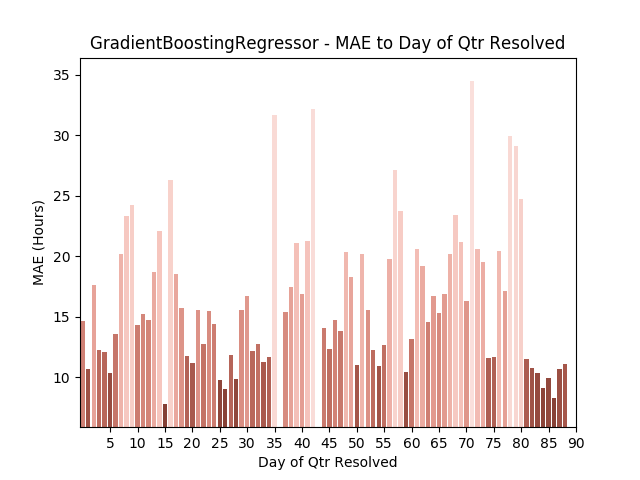 GradientBoostingRegressor - MAE to Day of Qtr Resolved
35
30
25
20
15
10
MAE (Hours)
5 10 15 20 25 30 35 40 45 50 55 60 65 70 75 80 85 90
Day of Qtr Resolved